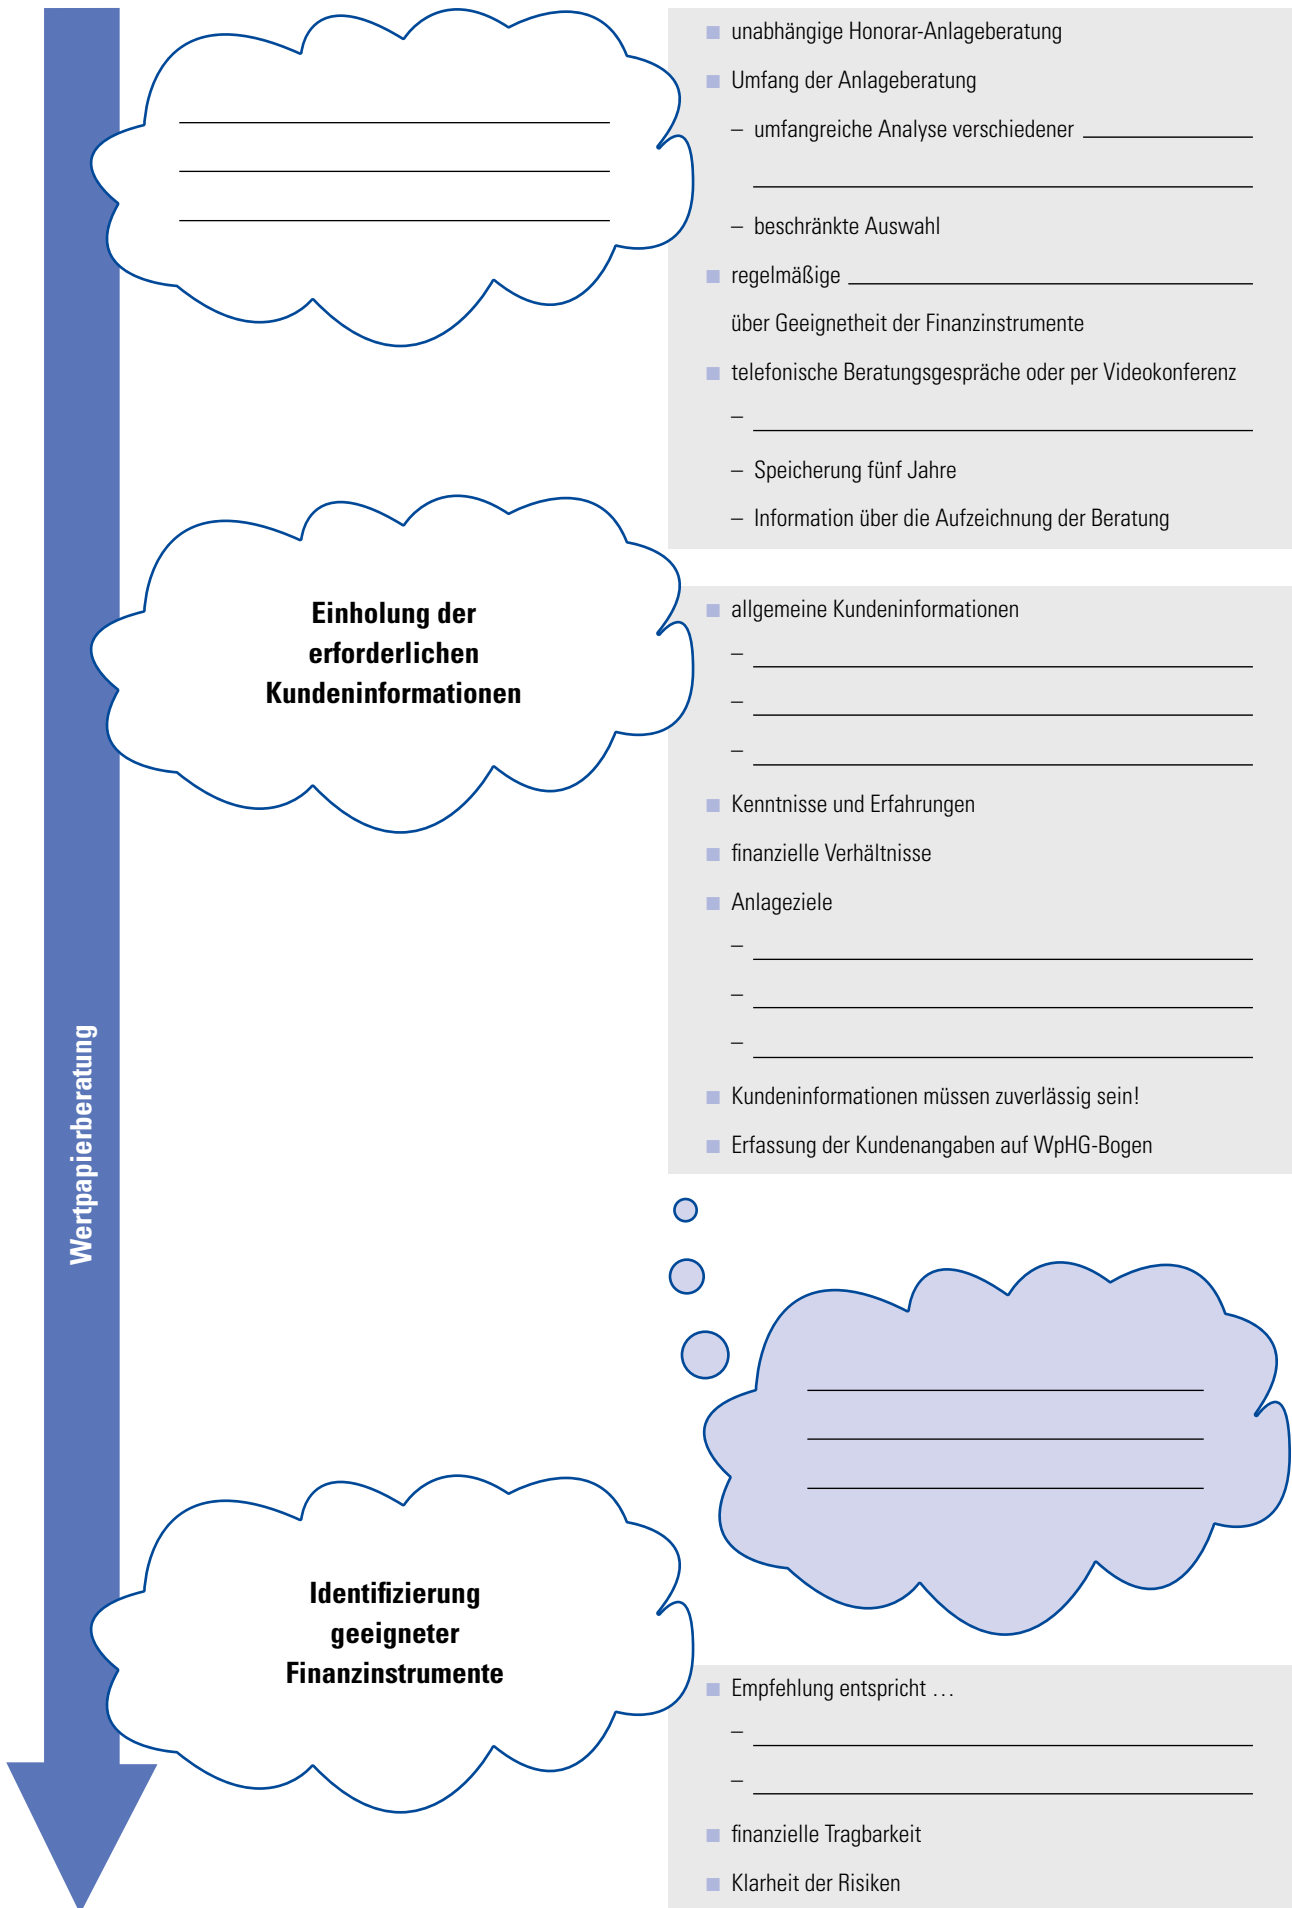 unabhängige Honorar-Anlageberatung
Umfang der Anlageberatung
– umfangreiche Analyse verschiedener
– beschränkte Auswahl
regelmäßige
über Geeignetheit der Finanzinstrumente
telefonische Beratungsgespräche oder per Videokonferenz
–
– Speicherung fünf Jahre
– Information über die Aufzeichnung der Beratung
Einholung der
erforderlichen
Kundeninformationen
allgemeine Kundeninformationen
–
–
–
Kenntnisse und Erfahrungen
finanzielle Verhältnisse
Anlageziele
–
–
–
Kundeninformationen müssen zuverlässig sein!
Erfassung der Kundenangaben auf WpHG-Bogen
Wertpapierberatung
Identifizierung
geeigneter
Finanzinstrumente
Empfehlung entspricht …
–
–
finanzielle Tragbarkeit
Klarheit der Risiken